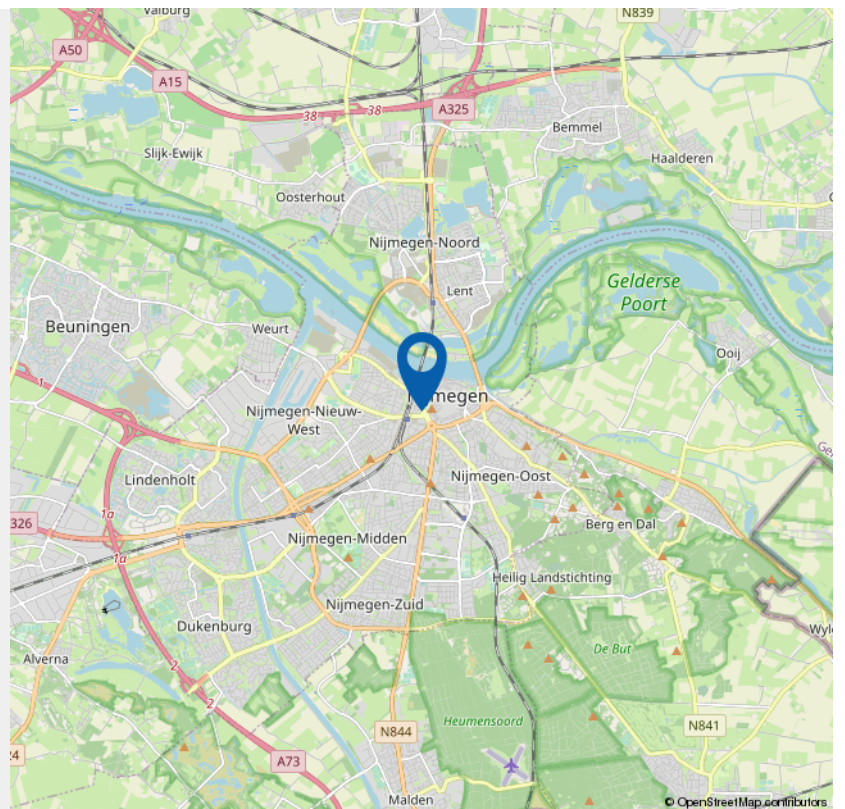 Valburg
N839
A50
A15
38
38
A325
Bemmel
Slijk-Ewijk
Haalderen
Oosterhout
Nijmegen-Noord
Gelderse
Poort
Lent
Beuningen
Weurt
Ooij
1
Nijmegen
Nijmegen-Nieuw-
West
Lindenholt
Nijmegen-Oost
1a
326
Berg en Dal
Nijmegen-Midden
1a
Heilig Landstichting
Nijmegen-Zuid
Dukenburg
De But
Alverna
2
2
Heumensoord
N844
N841
24
A73
Malden
© OpenStreetMap contributors